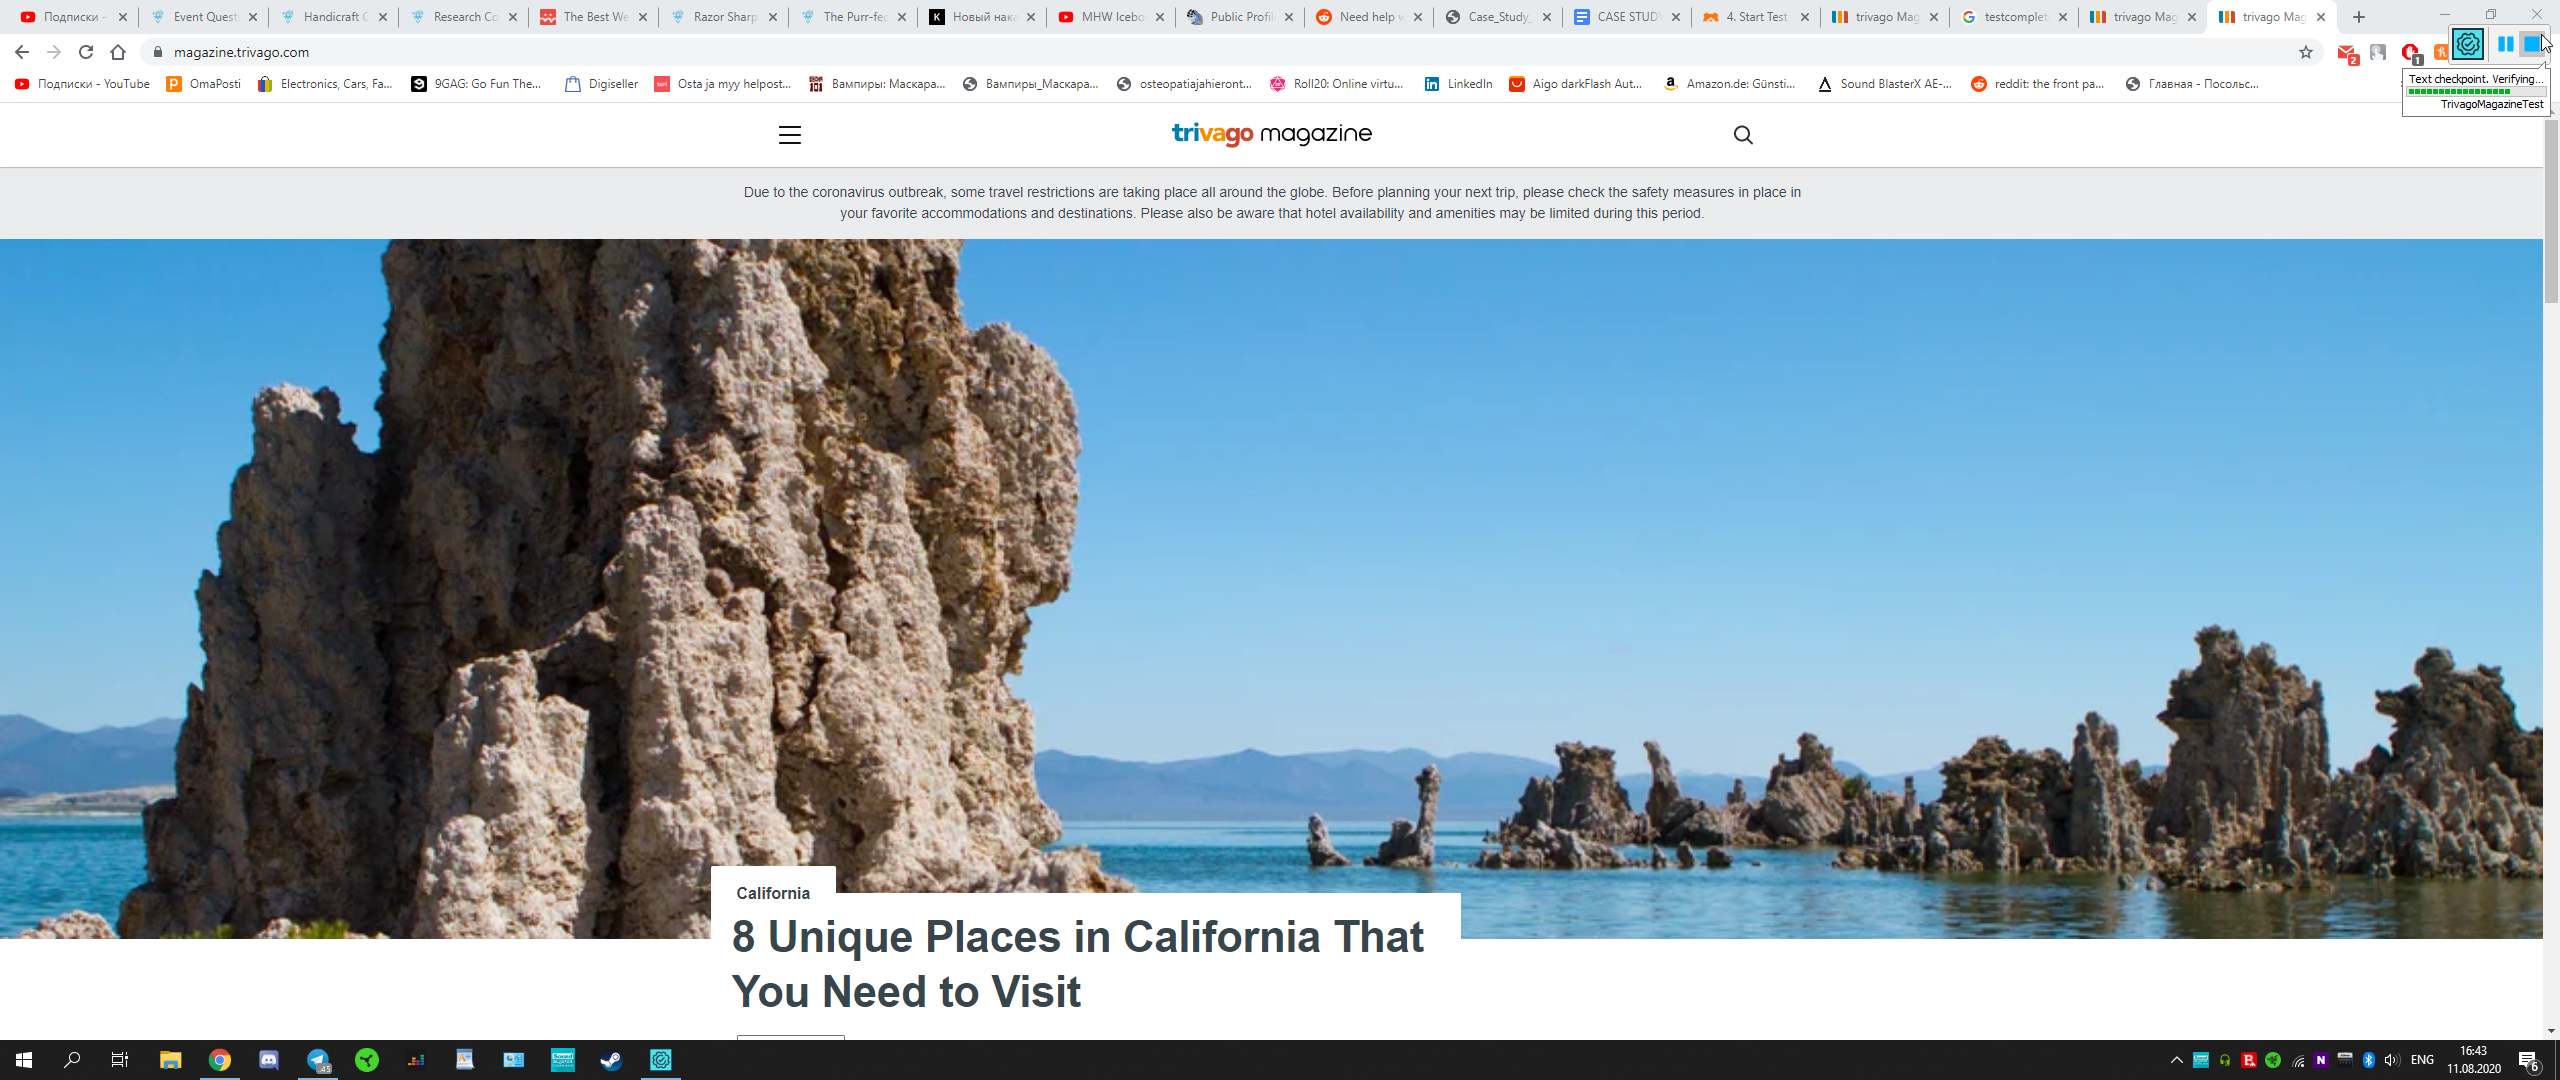 Подписки -
Event Quest
Handicraft C
Research Co
The Best We
Razor Sharp
The Purr-fec
Новый нака
MHW Icebo
Public Profil
Need help w
Case_Study_
CASE STUDY
4. Start Test
trivago Mag
testcomplet
trivago Mag
trivago Mag
magazine.trivago.com
2
1
Подписки - YouTube
OmaPosti
Electronics, Cars, Fa...
9GAG: Go Fun The...
Digiseller
Osta ja myy helpost...
Вампиры: Маскара...
Вампиры_Маскара...
osteopatiajahieront...
Roll20: Online virtu...
LinkedIn
Aigo darkFlash Aut...
Amazon.de: Günsti...
Sound BlasterX AE-...
reddit: the front pa...
Главная - Посольс...
Text checkpoint. Verifying...
TrivagoMagazineTest
trivago magazine
Due to the coronavirus outbreak, some travel restrictions are taking place all around the globe. Before planning your next trip, please check the safety measures in place in
your favorite accommodations and destinations. Please also be aware that hotel availability and amenities may be limited during this period.
California
8 Unique Places in California That
You Need to Visit
45
ENG
16:43
11.08.2020
6